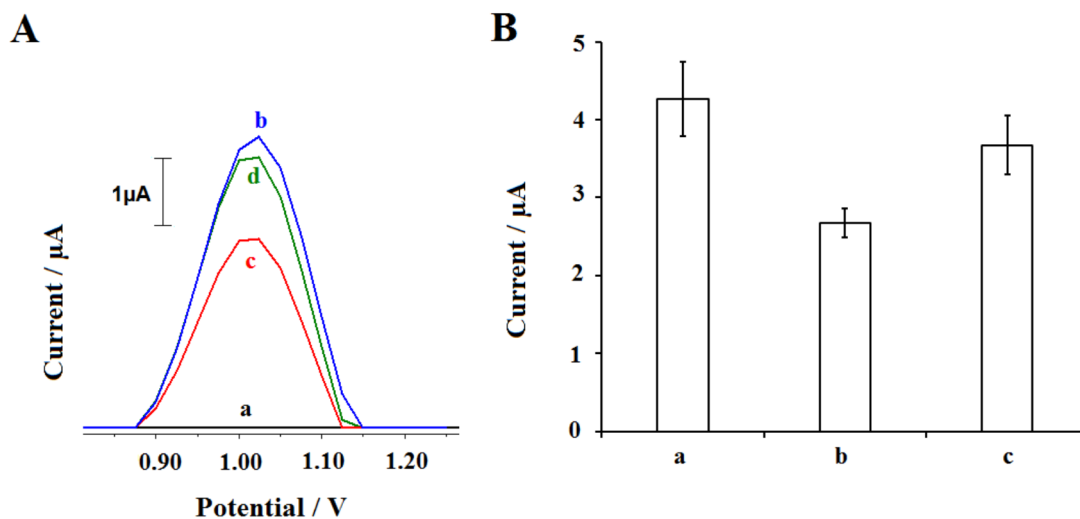 A
b
d
c
a
1µA
Current / µA
0.90 1.00 1.10 1.20
Potential / V
B
5
4
3
2
1
0
Current / µA
a b c